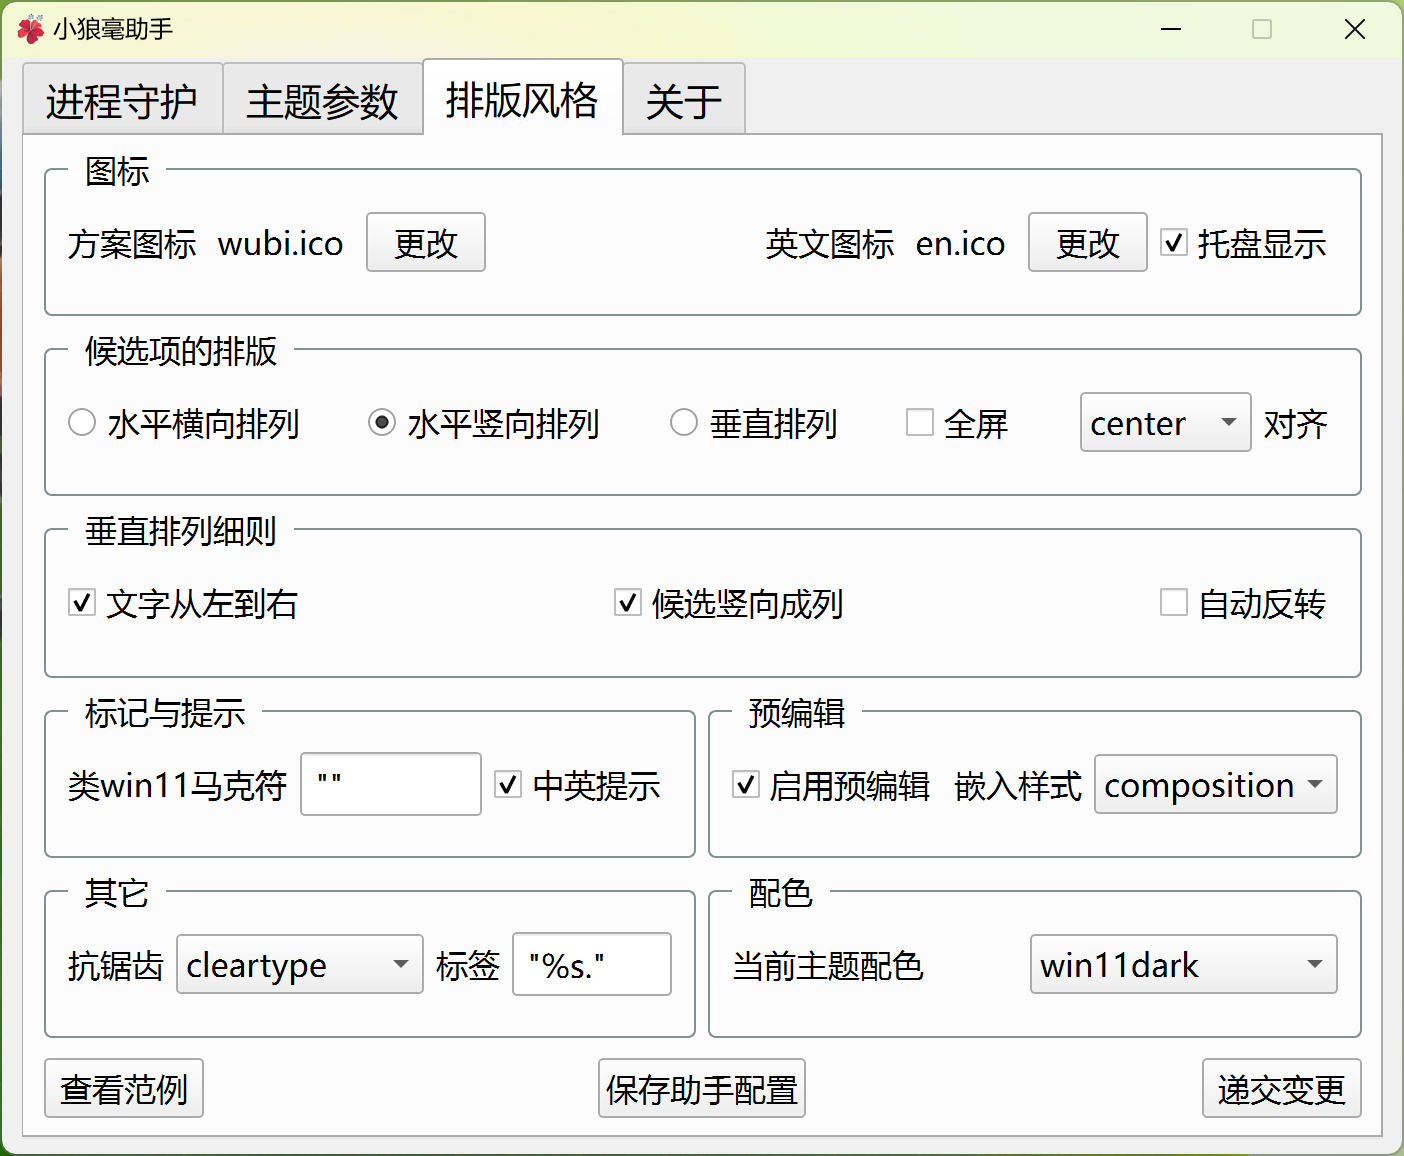 小狼毫助手
进程守护 主题参数 排版风格 关于
图标
方案图标 wubi.ico 更改 英文图标 en.ico 更改 托盘显示
候选项的排版
水平横向排列 水平竖向排列 垂直排列 全屏 center 对齐
垂直排列细则
文字从左到右 候选竖向成列 自动反转
标记与提示 预编辑
类win11马克符 "" 中英提示 启用预编辑 嵌入样式 composition
其它 配色
抗锯齿 cleartype 标签 "%s." 当前主题配色 win11dark
查看范例 保存助手配置 递交变更